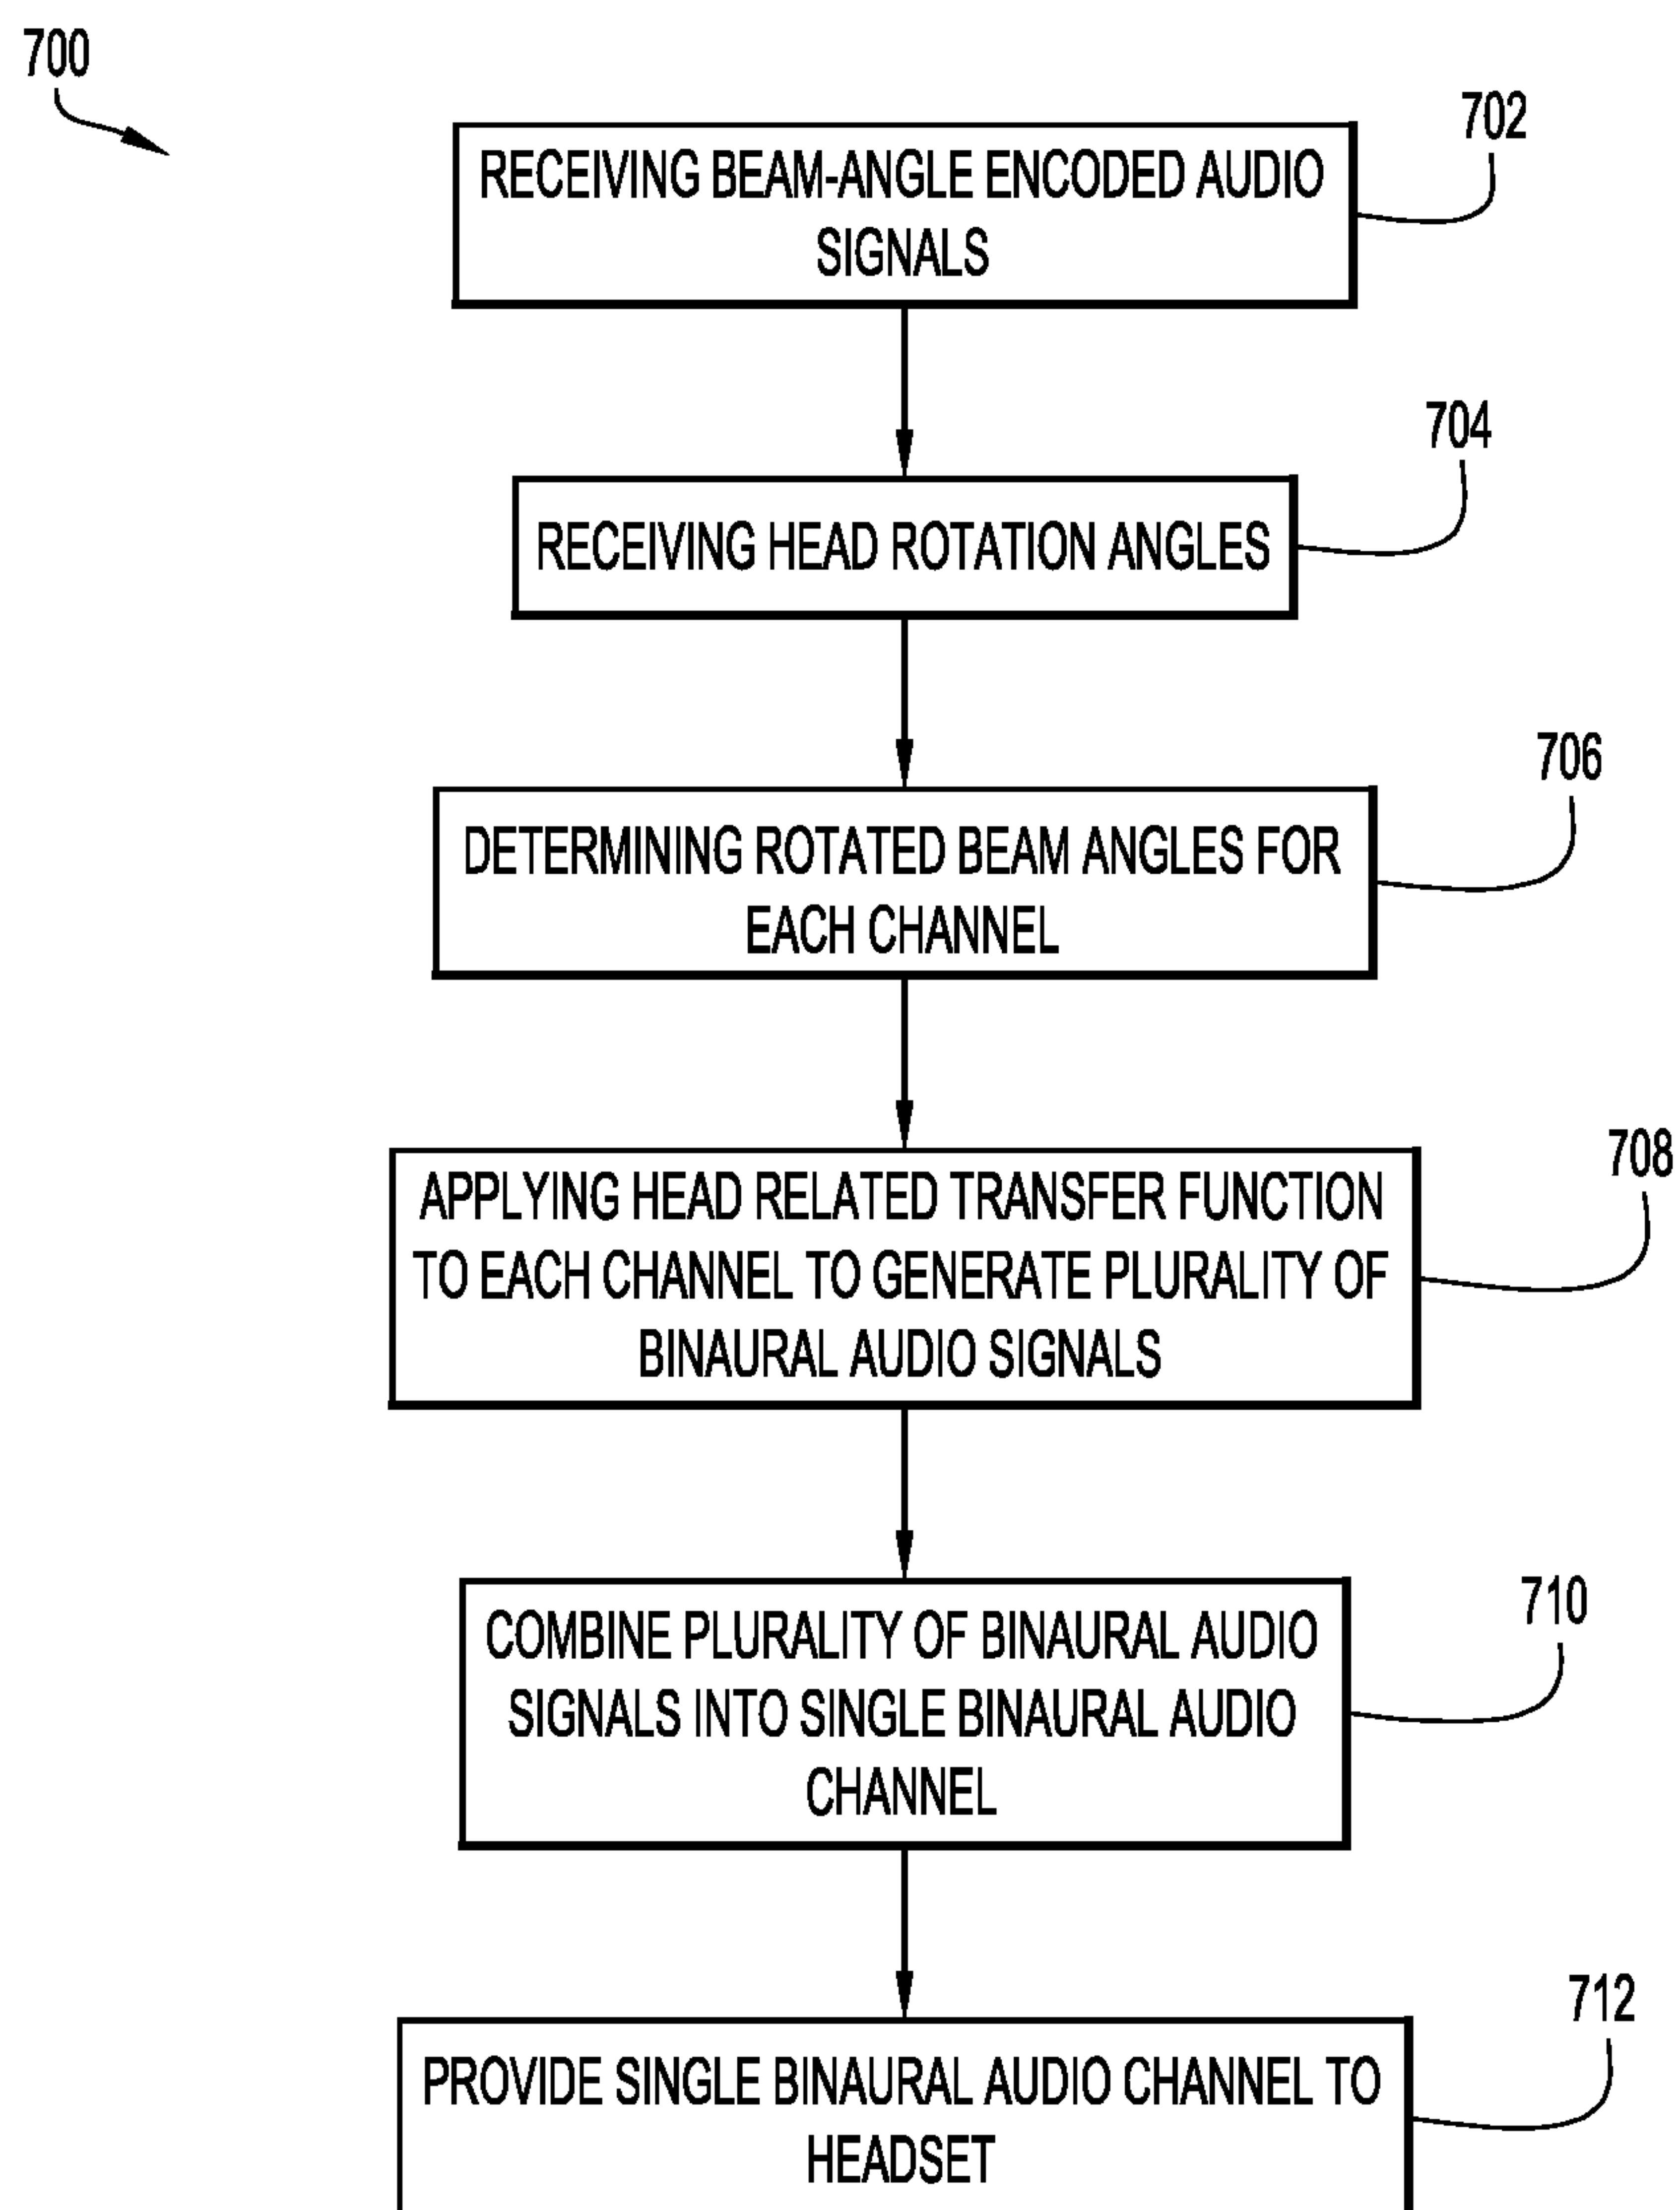 700
702
RECEIVING BEAM-ANGLE ENCODED AUDIO
SIGNALS
704
RECEIVING HEAD ROTATION ANGLES
706
DETERMINING ROTATED BEAM ANGLES FOR
EACH CHANNEL
708
APPLYING HEAD RELATED TRANSFER FUNCTION
TO EACH CHANNEL TO GENERATE PLURALITY OF
BINAURAL AUDIO SIGNALS
710
COMBINE PLURALITY OF BINAURAL AUDIO
SIGNALS INTO SINGLE BINAURAL AUDIO
CHANNEL
712
PROVIDE SINGLE BINAURAL AUDIO CHANNEL TO
HEADSET